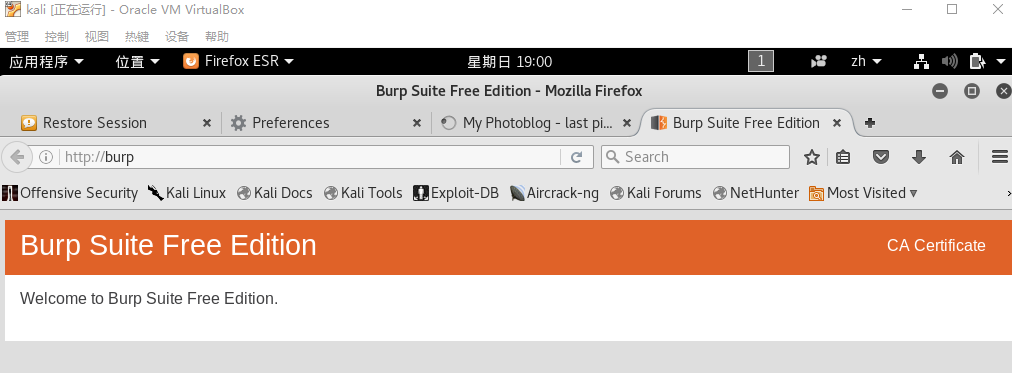 kali [正在运行] - Oracle VM VirtualBox
管理 控制 视图 热键 设备 帮助
应用程序 位置 Firefox ESR 星期日 19:00 1 zh
Burp Suite Free Edition - Mozilla Firefox
Restore Session Preferences My Photoblog - last pi... Burp Suite Free Edition
http://burp Search
Offensive Security Kali Linux Kali Docs Kali Tools Exploit-DB Aircrack-ng Kali Forums NetHunter Most Visited
Burp Suite Free Edition CA Certificate
Welcome to Burp Suite Free Edition.